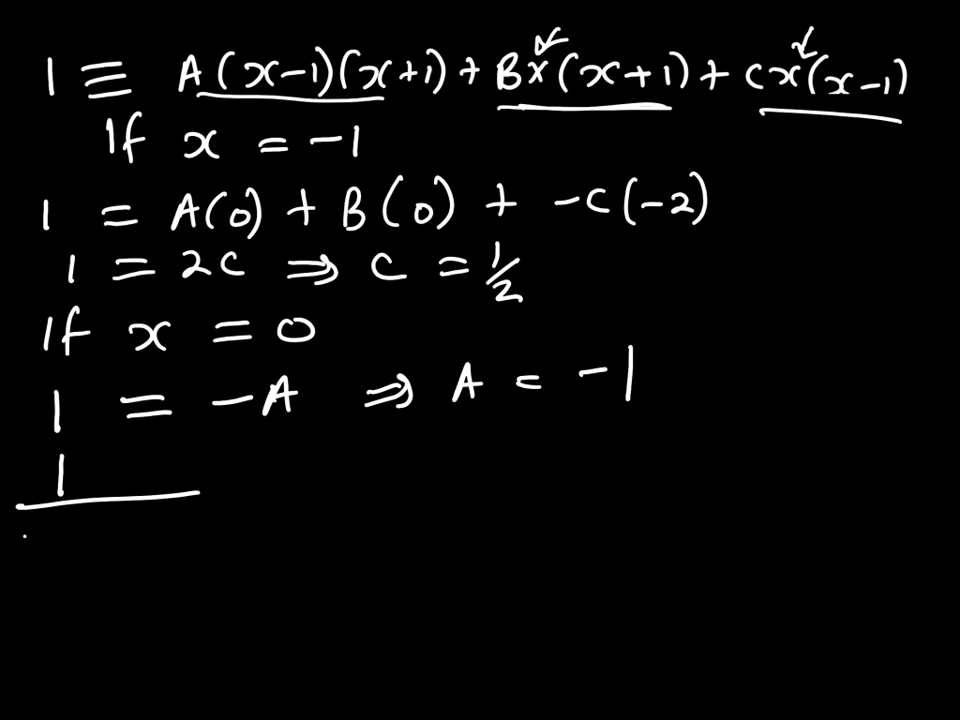 1 ≡ A(x-1)(x+1) + Bx(x+1) + Cx(x-1)
If x = -1
1 = A(0) + B(0) + -C(-2)
1 = 2C ⇒ C = 1/2
If x = 0
1 = -A ⇒ A = -1
1